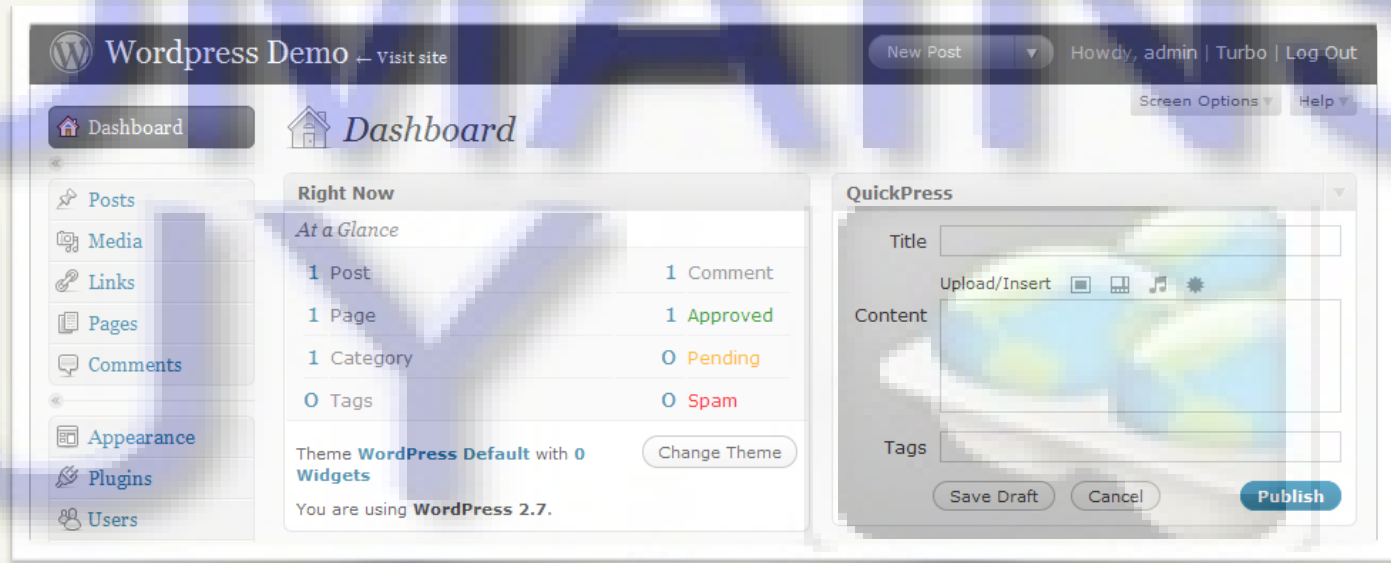 Wordpress Demo ← Visit site
New Post
Howdy, admin | Turbo | Log Out
Screen Options
Help
Dashboard
Posts
Media
Links
Pages
Comments
Appearance
Plugins
Users
Dashboard
Right Now
At a Glance
1 Post
1 Comment
1 Page
1 Approved
1 Category
0 Pending
0 Tags
0 Spam
Theme WordPress Default with 0
Widgets
Change Theme
You are using WordPress 2.7.
QuickPress
Title
Upload/Insert
Content
Tags
Save Draft
Cancel
Publish